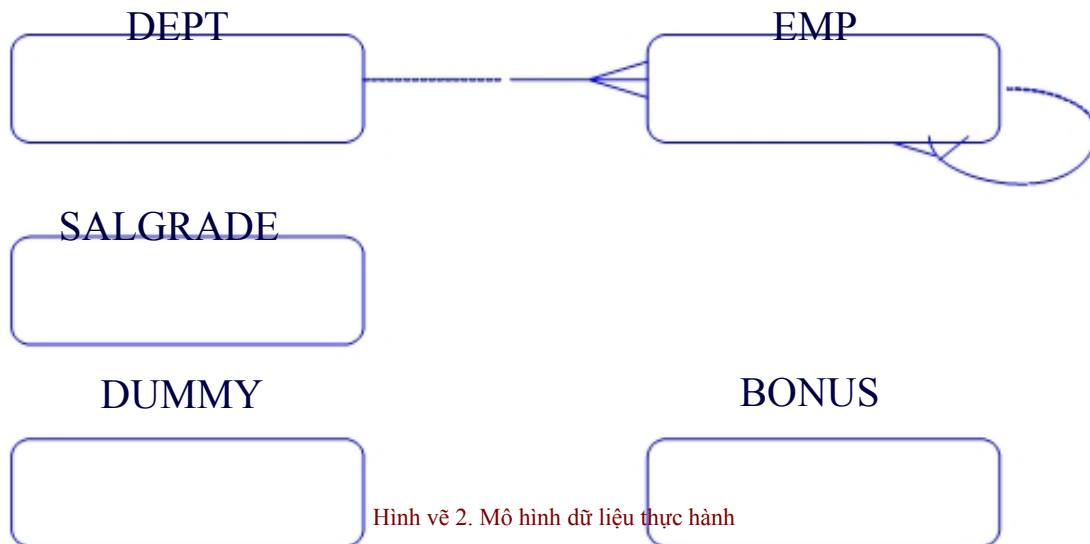 DEPT
EMP
SALGRADE
DUMMY
BONUS
Hình vẽ 2. Mô hình dữ liệu thực hành